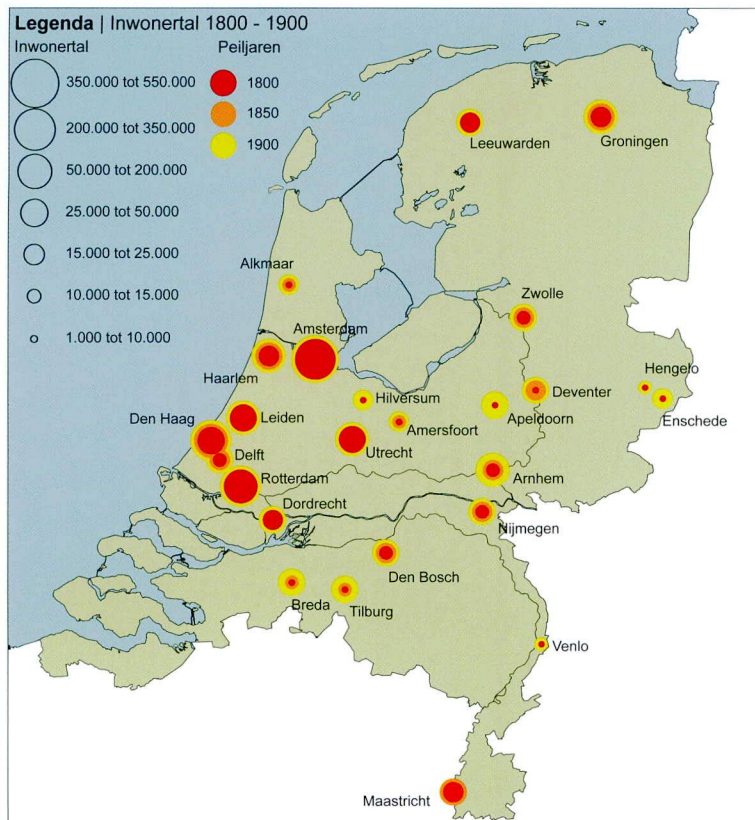 Legenda | Inwonertal 1800 - 1900
Inwonertal
350.000 tot 550.000
200.000 tot 350.000
50.000 tot 200.000
25.000 tot 50.000
15.000 tot 25.000
10.000 tot 15.000
1.000 tot 10.000
Peiljaren
1800
1850
1900
Leeuwarden
Groningen
Alkmaar
Zwolle
Amsterdam
Haarlem
Hengelo
Hilversum
Deventer
Den Haag
Leiden
Apeldoorn
Enschede
Amersfoort
Delft
Utrecht
Rotterdam
Arnhem
Dordrecht
Nijmegen
Den Bosch
Breda
Tilburg
Venlo
Maastricht